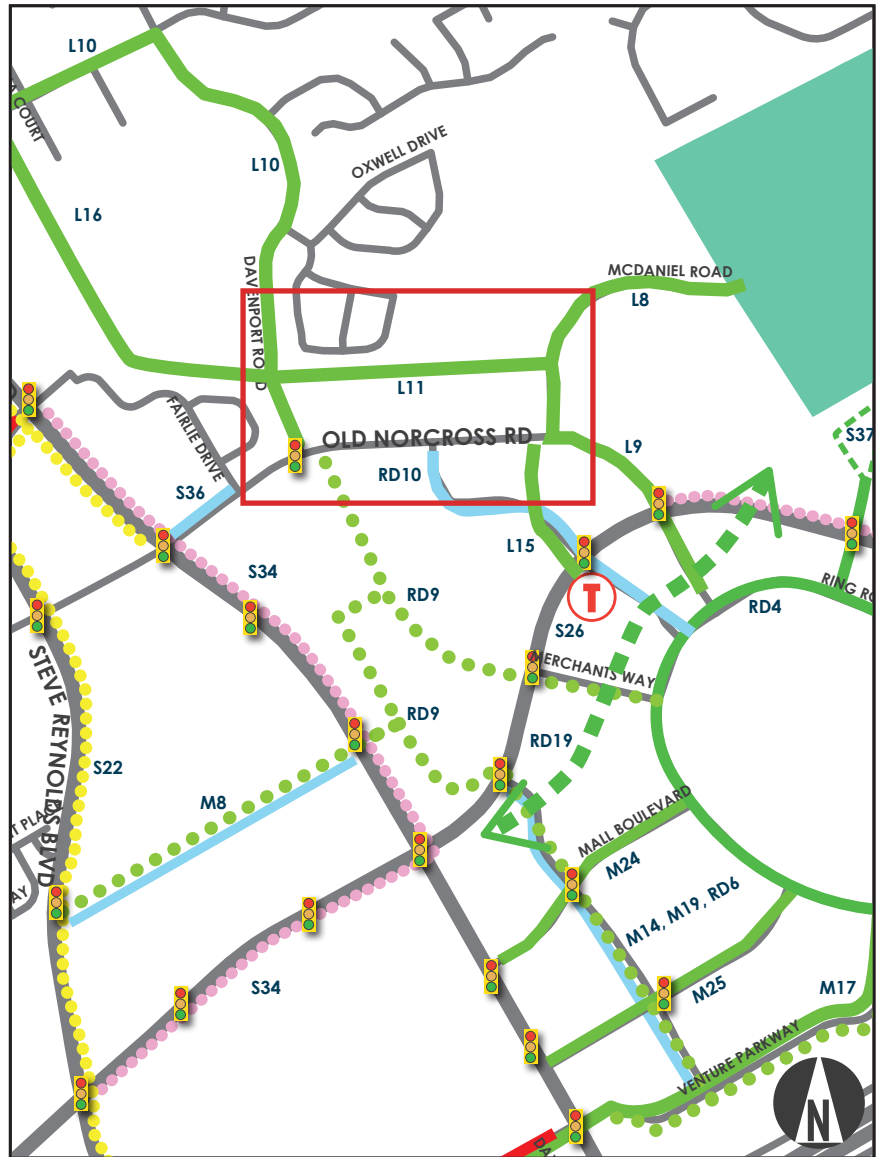 L10
L10
OXWELL DRIVE
COURT
L16
DAVENPORT ROAD
MCDANIEL ROAD
L8
L11
FAIRLIE DRIVE
OLD NORCROSS RD
L9
S37
S36
RD10
L15
S34
RD9
S26
RD4
MERCHANTS WAY
STEVE REYNOLDS BLVD
RD9
RD19
S22
M8
MALL BOULEVARD
M24
M14, M19, RD6
S34
M25
M17
VENTURE PARKWAY
T
N